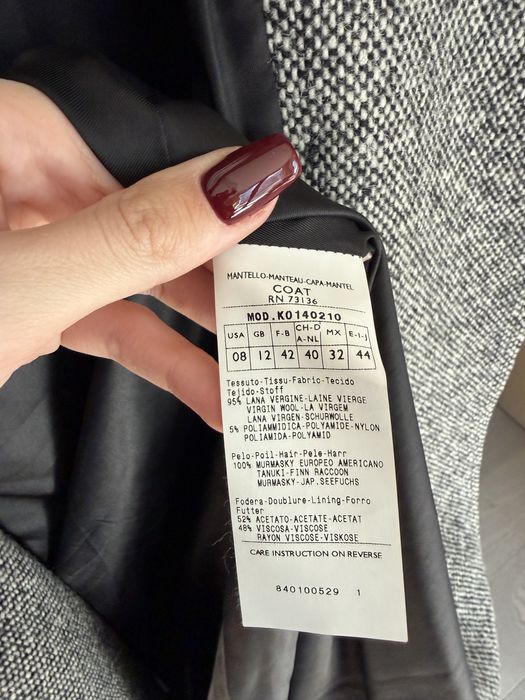 MANTELLO-MANTEAU-CAPA-MANTEL
COAT
RN 73136
MOD.K0140210
USA GB F-B CH-D A-NL MX E-I-J
08 12 42 40 32 44
Tessuto-Tissu-Fabric-Tecido
Tejido-Stoff
95% LANA VERGINE-LAINE VIERGE
VIRGIN WOOL-LA VIRGEM
LANA VIRGEN-SCHURWOLLE
5% POLIAMMIDICA-POLYAMIDE-NYLON
POLIAMIDA-POLYAMID
Pelo-Poil-Hair-Pele-Harr
100% MURMASKY EUROPEO AMERICANO
TANUKI-FINN RACCOON
MURMASKY-JAP.SEEFUCHS
Fodera-Doublure-Lining-Forro
Futter
52% ACETATO-ACETATE-ACETAT
48% VISCOSA-VISCOSE
RAYON VISCOSE-VISKOSE
CARE INSTRUCTION ON REVERSE
840100529 1